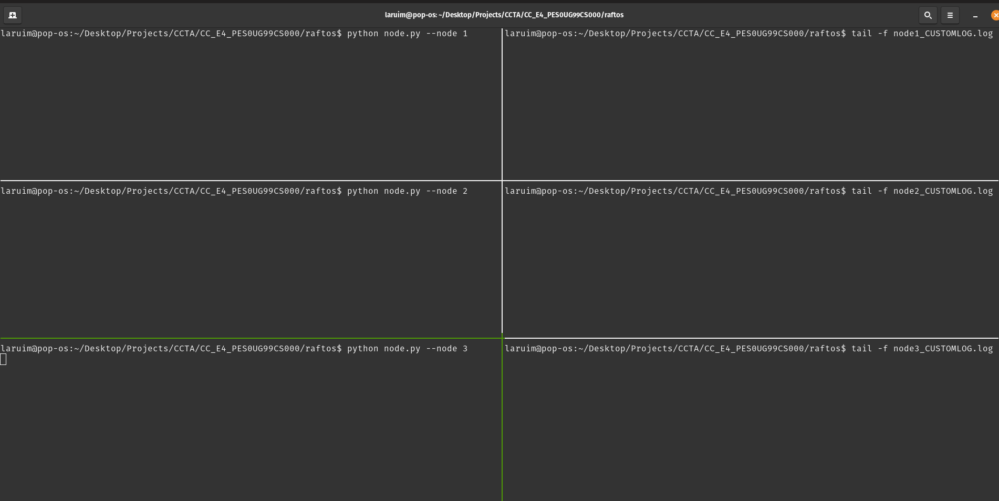 laruim@pop-os: ~/Desktop/Projects/CCTA/CC_E4_PES0UG99CS000/raftos
laruim@pop-os:~/Desktop/Projects/CCTA/CC_E4_PES0UG99CS000/raftos$ python node.py --node 1
laruim@pop-os:~/Desktop/Projects/CCTA/CC_E4_PES0UG99CS000/raftos$ tail -f node1_CUSTOMLOG.log
laruim@pop-os:~/Desktop/Projects/CCTA/CC_E4_PES0UG99CS000/raftos$ python node.py --node 2
laruim@pop-os:~/Desktop/Projects/CCTA/CC_E4_PES0UG99CS000/raftos$ tail -f node2_CUSTOMLOG.log
laruim@pop-os:~/Desktop/Projects/CCTA/CC_E4_PES0UG99CS000/raftos$ python node.py --node 3
laruim@pop-os:~/Desktop/Projects/CCTA/CC_E4_PES0UG99CS000/raftos$ tail -f node3_CUSTOMLOG.log